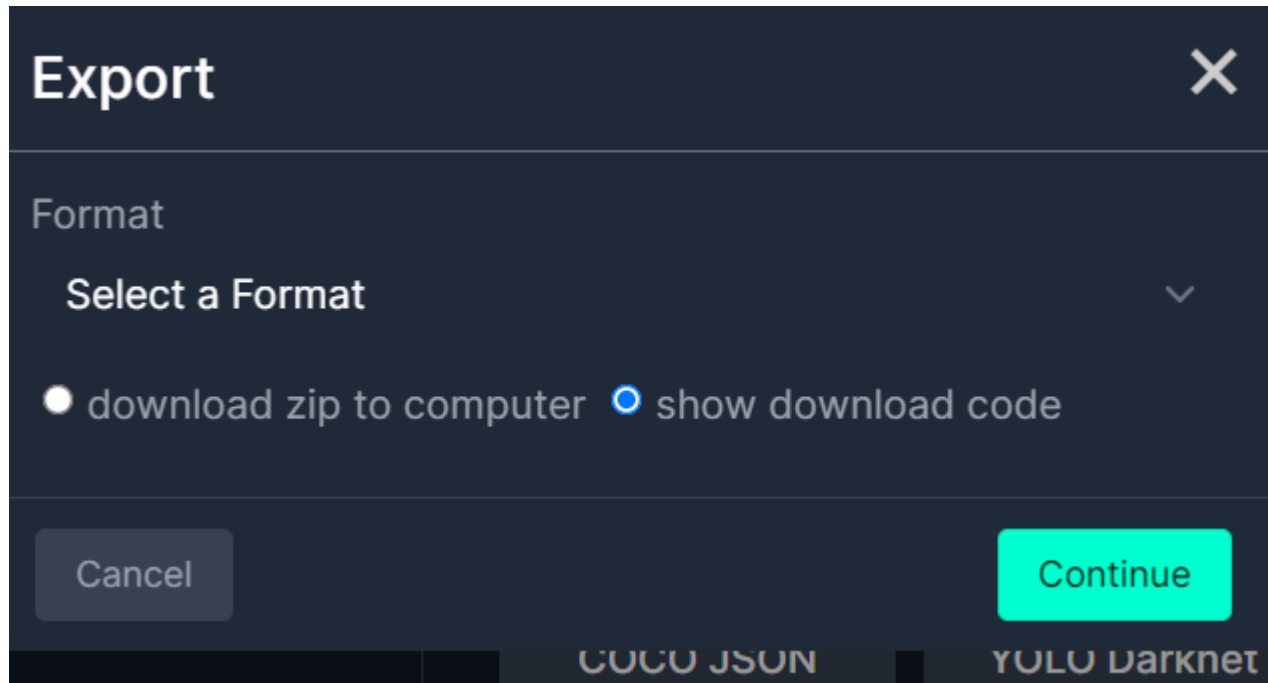 Export
Format
Select a Format
download zip to computer show download code
Cancel Continue
COCO JSON YOLO Darknet